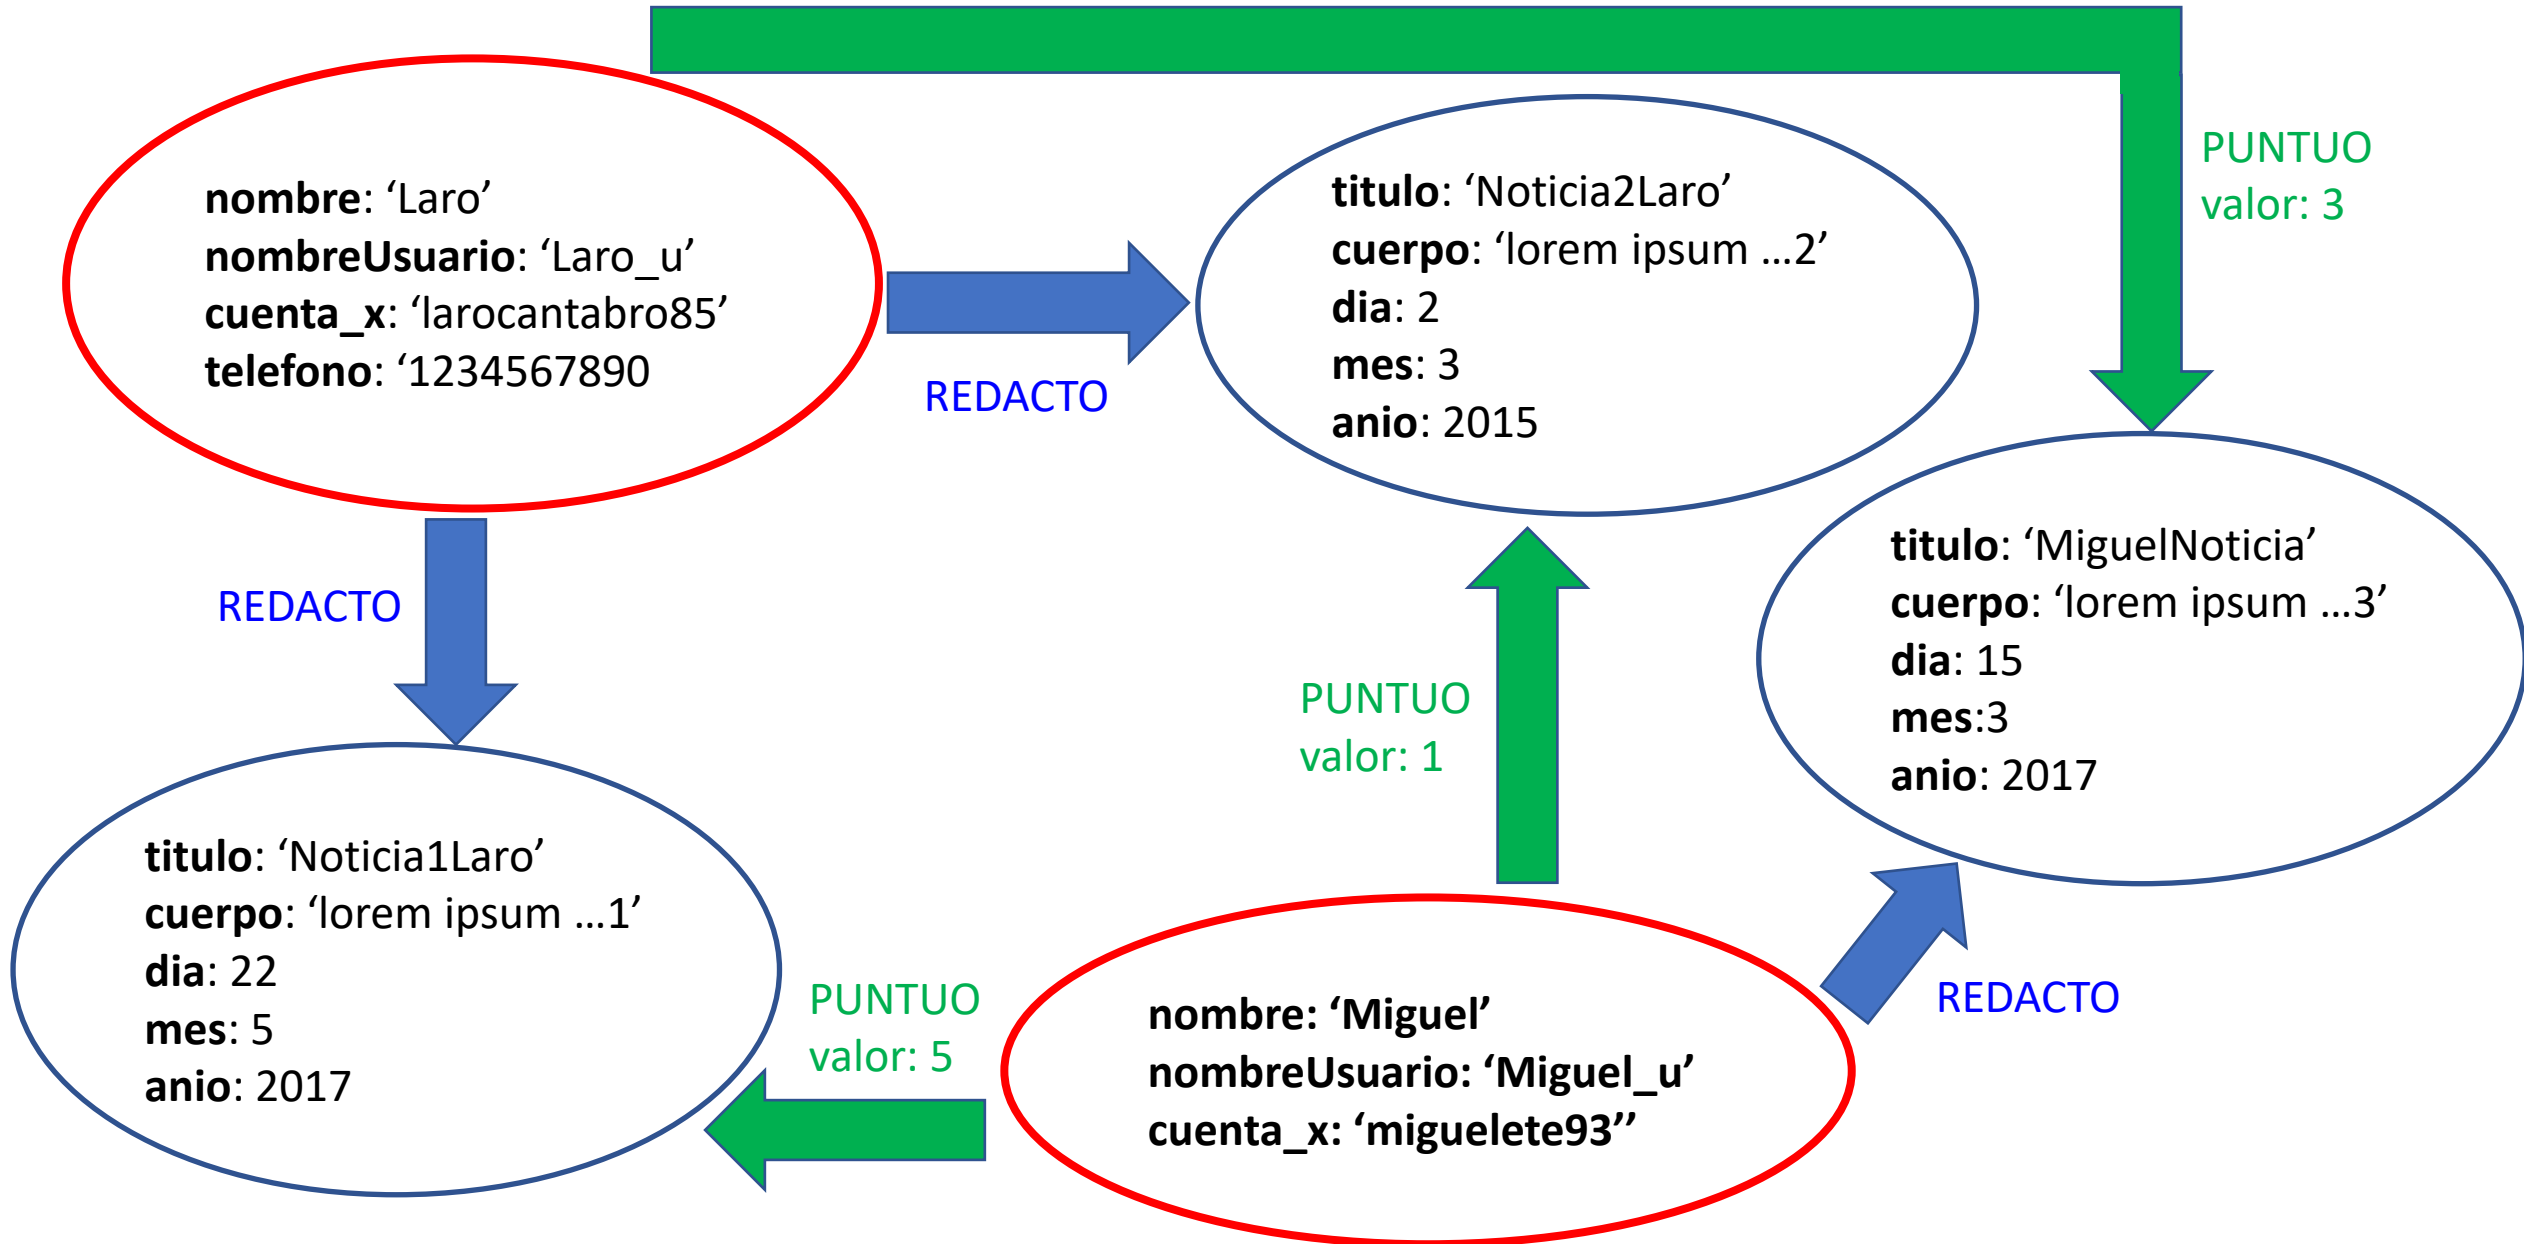 nombre: ‘Laro’
nombreUsuario: ‘Laro_u’
cuenta_x: ‘larocantabro85’
telefono: ‘1234567890
REDACTO
titulo: ‘Noticia2Laro’
cuerpo: ‘lorem ipsum …2’
dia: 2
mes: 3
anio: 2015
PUNTUO
valor: 3
REDACTO
PUNTUO
valor: 1
titulo: ‘MiguelNoticia’
cuerpo: ‘lorem ipsum …3’
dia: 15
mes:3
anio: 2017
titulo: ‘Noticia1Laro’
cuerpo: ‘lorem ipsum …1’
dia: 22
mes: 5
anio: 2017
PUNTUO
valor: 5
nombre: ‘Miguel’
nombreUsuario: ‘Miguel_u’
cuenta_x: ‘miguelete93’’
REDACTO